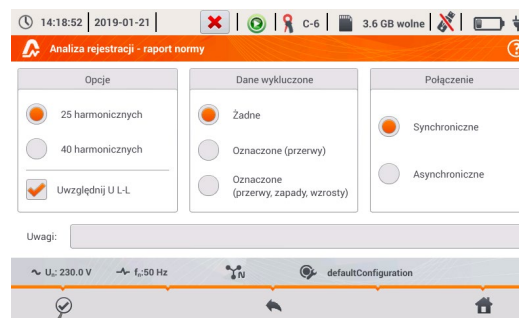 14:18:52 2019-01-21 C-6 3.6 GB wolne
Analiza rejestracji - raport normy ?
Opcje
25 harmonicznych
40 harmonicznych
Uwzględnij U L-L
Dane wykluczone
Żadne
Oznaczone (przerwy)
Oznaczone
(przerwy, zapady, wzrosty)
Połączenie
Synchroniczne
Asynchroniczne
Uwagi:
Uₙ: 230.0 V fₙ:50 Hz N defaultConfiguration